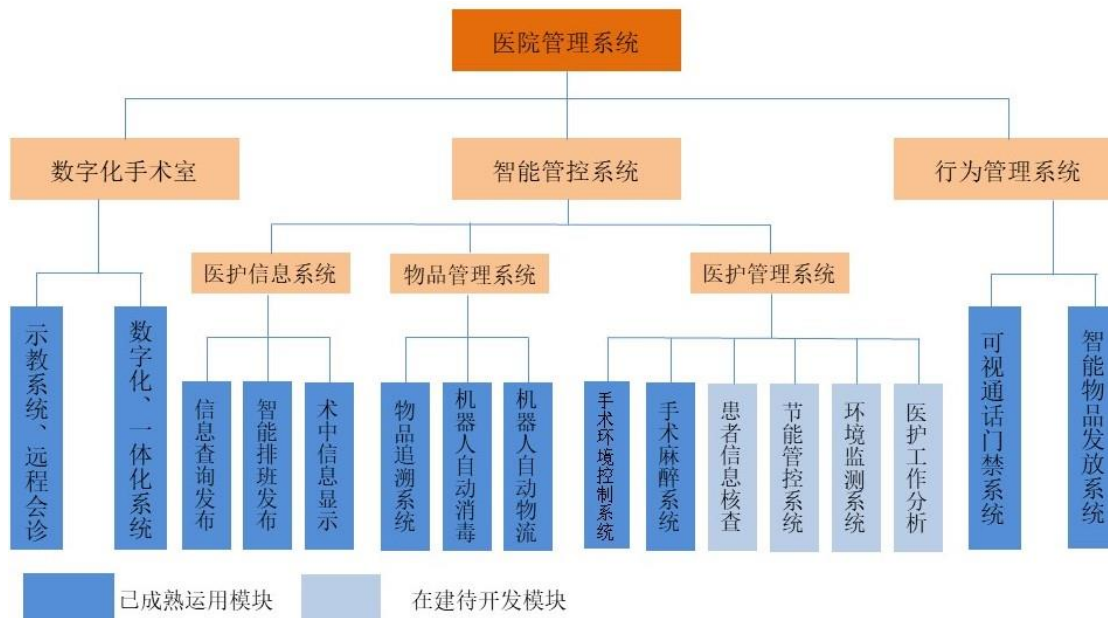 医院管理系统
数字化手术室
智能管控系统
行为管理系统
医护信息系统
物品管理系统
医护管理系统
示教系统、远程会诊
数字化、一体化系统
信息查询发布
智能排班发布
术中信息显示
物品追溯系统
机器人自动消毒
机器人自动物流
手术环境控制系统
手术麻醉系统
患者信息核查
节能管控系统
环境监测系统
医护工作分析
可视通话门禁系统
智能物品发放系统
已成熟运用模块
在建待开发模块